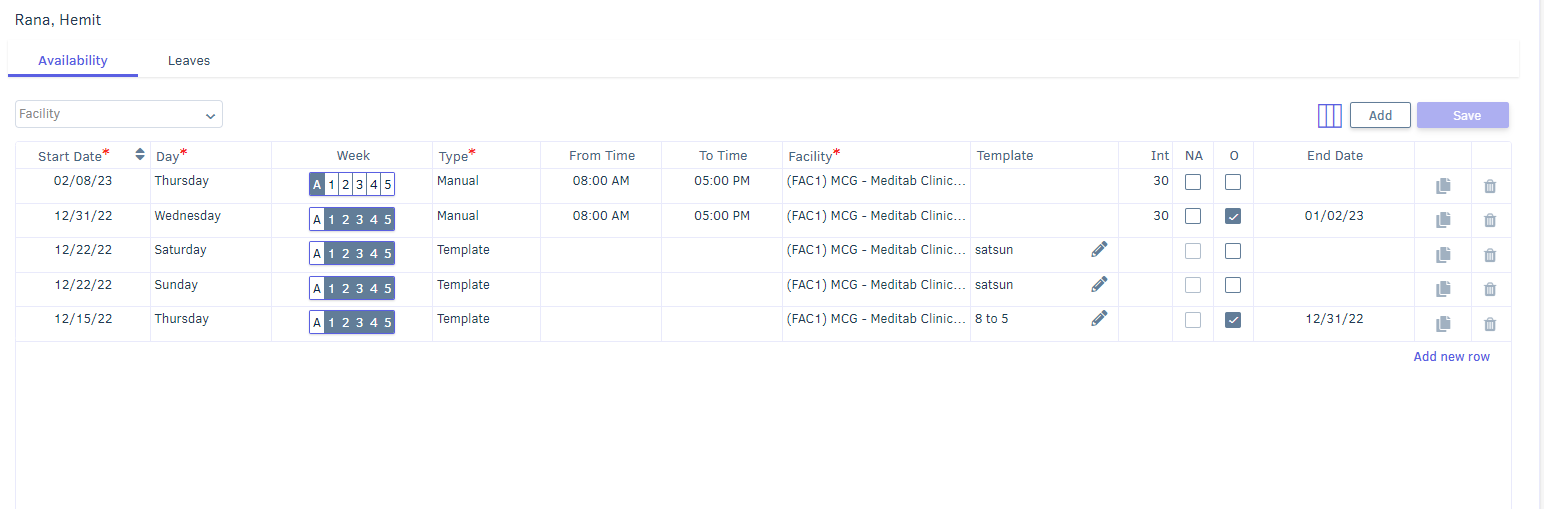 Rana, Hemit
Availability Leaves
Facility Add Save
Start Date* Day* Week Type* From Time To Time Facility* Template Int NA O End Date
02/08/23 Thursday A 1 2 3 4 5 Manual 08:00 AM 05:00 PM (FAC1) MCG - Meditab Clinic... 30
12/31/22 Wednesday A 1 2 3 4 5 Manual 08:00 AM 05:00 PM (FAC1) MCG - Meditab Clinic... 30 01/02/23
12/22/22 Saturday A 1 2 3 4 5 Template (FAC1) MCG - Meditab Clinic... satsun
12/22/22 Sunday A 1 2 3 4 5 Template (FAC1) MCG - Meditab Clinic... satsun
12/15/22 Thursday A 1 2 3 4 5 Template (FAC1) MCG - Meditab Clinic... 8 to 5 12/31/22
Add new row